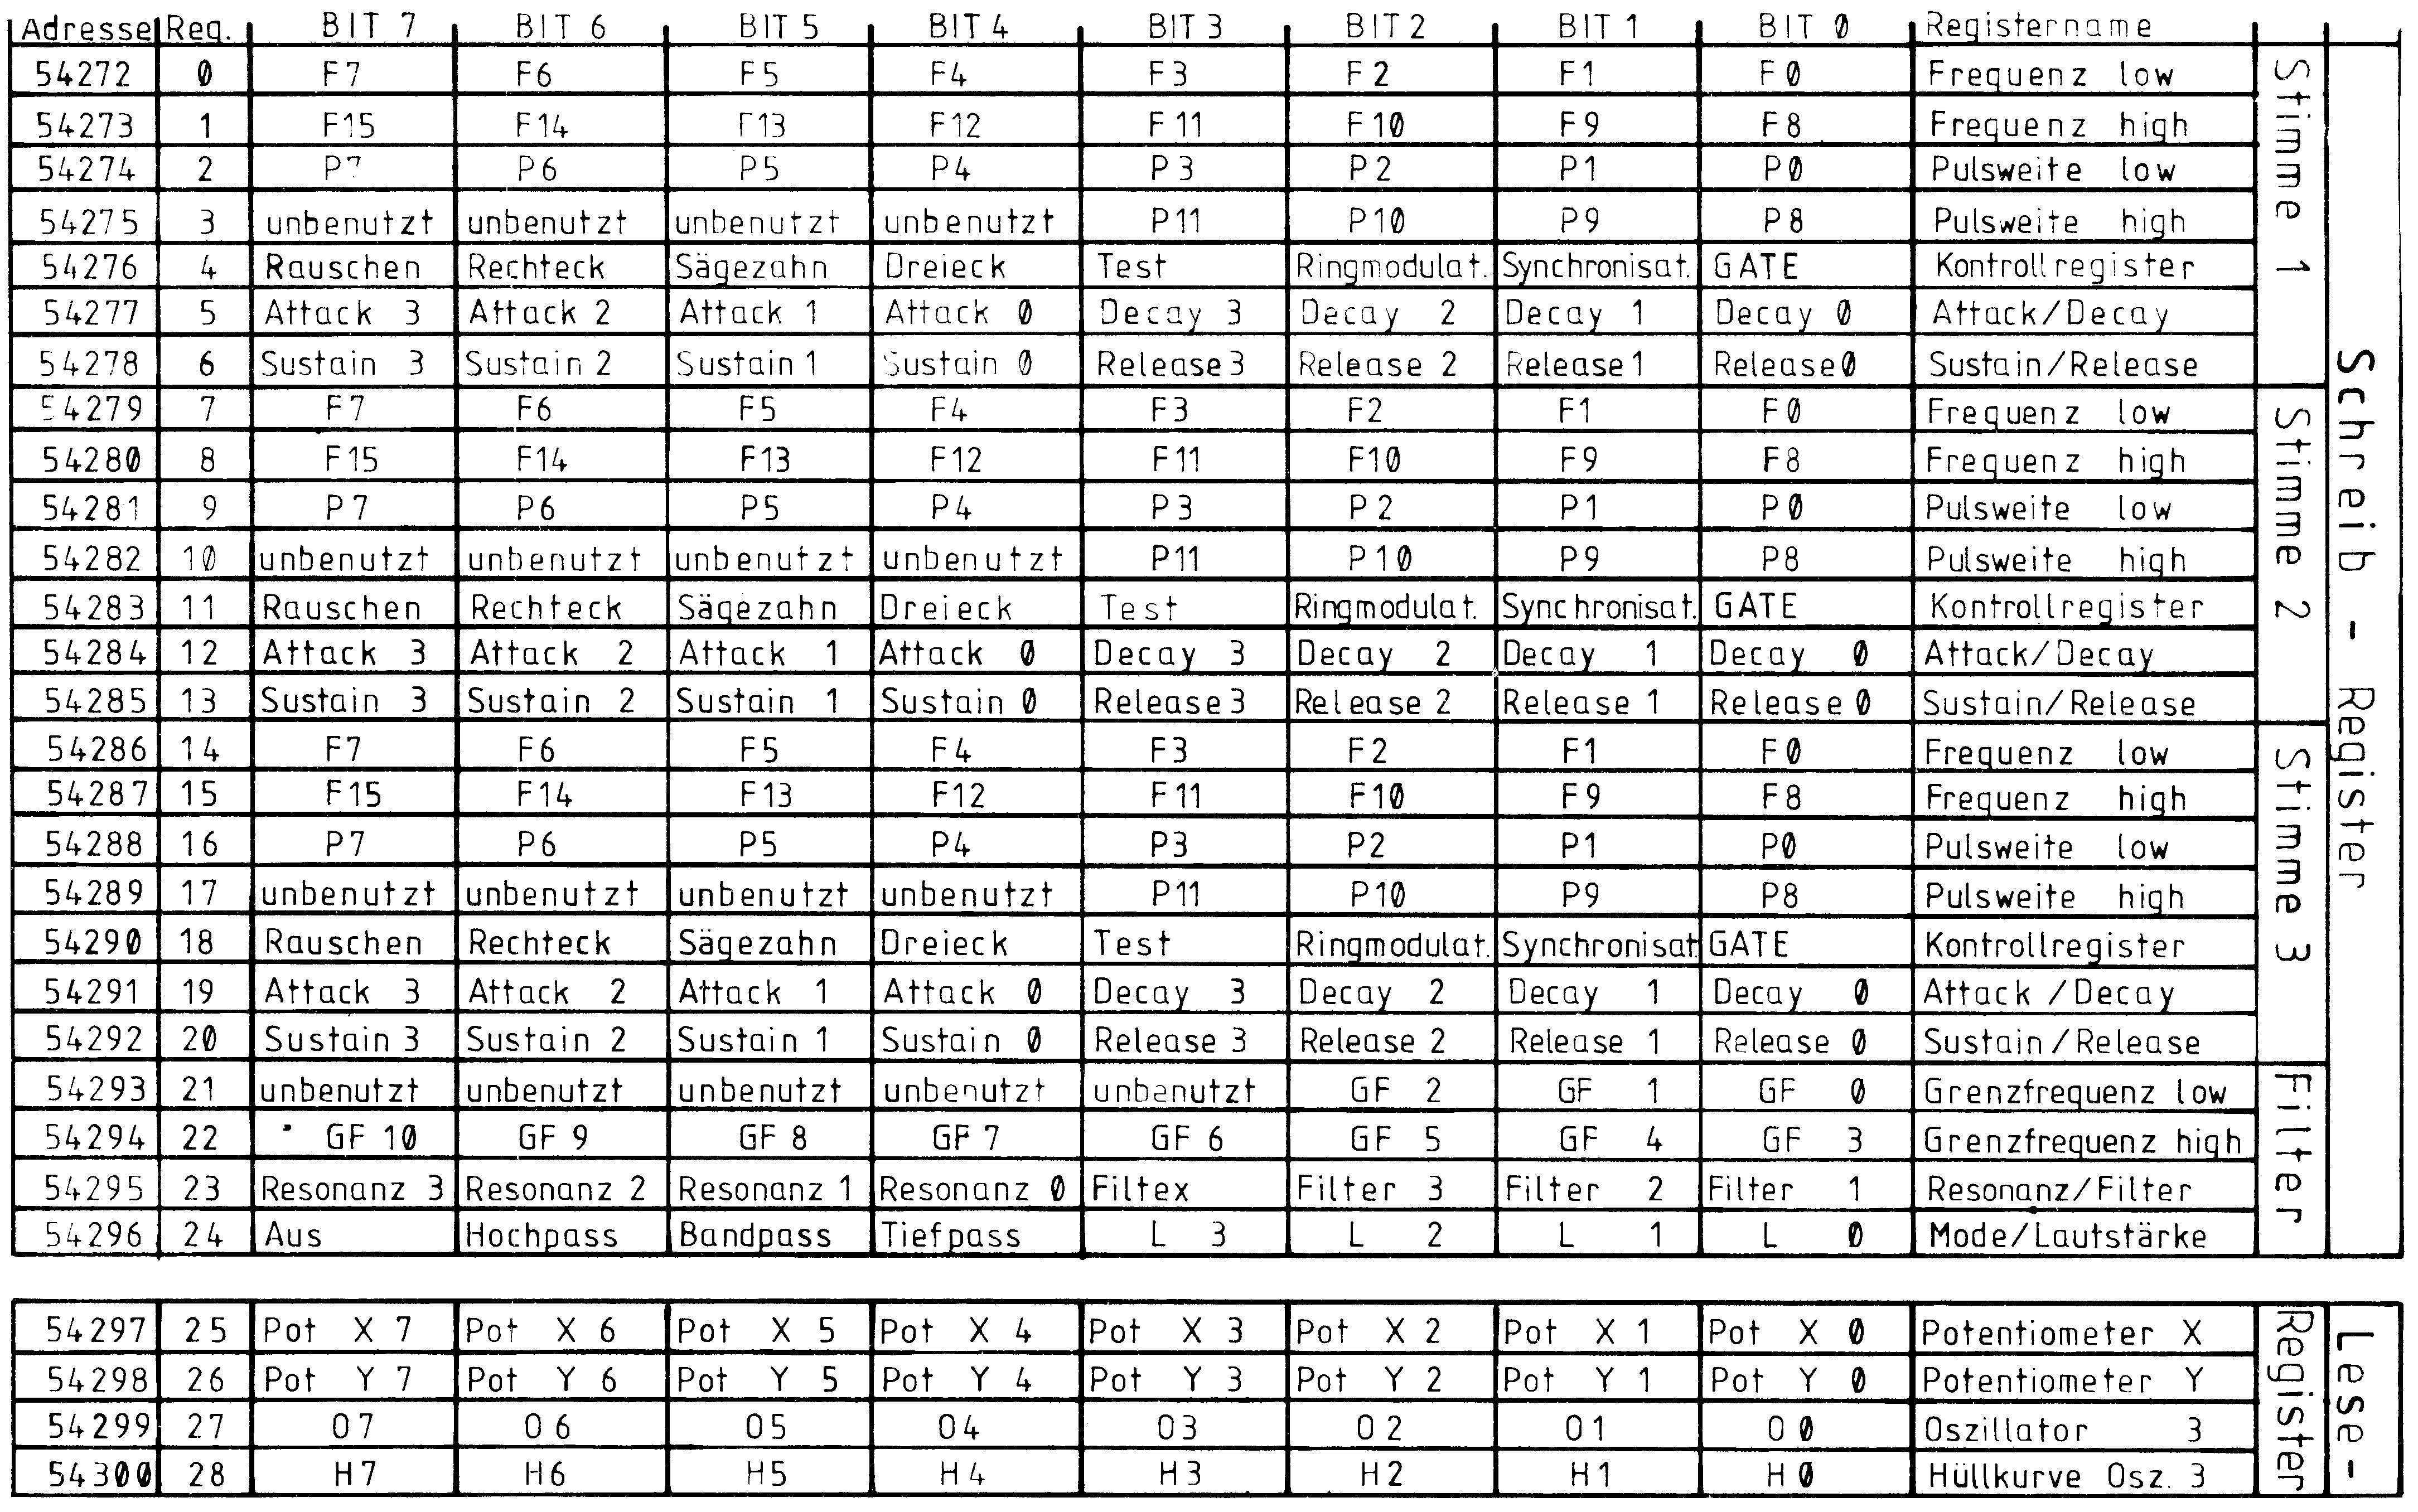 Adresse Reg. BIT 7 BIT 6 BIT 5 BIT 4 BIT 3 BIT 2 BIT 1 BIT 0 Registername
54272 0 F7 F6 F5 F4 F3 F2 F1 F0 Frequenz low
54273 1 F15 F14 F13 F12 F11 F10 F9 F8 Frequenz high
54274 2 P7 P6 P5 P4 P3 P2 P1 P0 Pulsweite low
54275 3 unbenutzt unbenutzt unbenutzt unbenutzt P11 P10 P9 P8 Pulsweite high
54276 4 Rauschen Rechteck Sägezahn Dreieck Test Ringmodulat. Synchronisat. GATE Kontrollregister
54277 5 Attack 3 Attack 2 Attack 1 Attack 0 Decay 3 Decay 2 Decay 1 Decay 0 Attack/Decay
54278 6 Sustain 3 Sustain 2 Sustain 1 Sustain 0 Release 3 Release 2 Release 1 Release 0 Sustain/Release
Stimme 1
54279 7 F7 F6 F5 F4 F3 F2 F1 F0 Frequenz low
54280 8 F15 F14 F13 F12 F11 F10 F9 F8 Frequenz high
54281 9 P7 P6 P5 P4 P3 P2 P1 P0 Pulsweite low
54282 10 unbenutzt unbenutzt unbenutzt unbenutzt P11 P10 P9 P8 Pulsweite high
54283 11 Rauschen Rechteck Sägezahn Dreieck Test Ringmodulat. Synchronisat. GATE Kontrollregister
54284 12 Attack 3 Attack 2 Attack 1 Attack 0 Decay 3 Decay 2 Decay 1 Decay 0 Attack/Decay
54285 13 Sustain 3 Sustain 2 Sustain 1 Sustain 0 Release 3 Release 2 Release 1 Release 0 Sustain/Release
Stimme 2
54286 14 F7 F6 F5 F4 F3 F2 F1 F0 Frequenz low
54287 15 F15 F14 F13 F12 F11 F10 F9 F8 Frequenz high
54288 16 P7 P6 P5 P4 P3 P2 P1 P0 Pulsweite low
54289 17 unbenutzt unbenutzt unbenutzt unbenutzt P11 P10 P9 P8 Pulsweite high
54290 18 Rauschen Rechteck Sägezahn Dreieck Test Ringmodulat. Synchronisat GATE Kontrollregister
54291 19 Attack 3 Attack 2 Attack 1 Attack 0 Decay 3 Decay 2 Decay 1 Decay 0 Attack /Decay
54292 20 Sustain 3 Sustain 2 Sustain 1 Sustain 0 Release 3 Release 2 Release 1 Release 0 Sustain/Release
Stimme 3
54293 21 unbenutzt unbenutzt unbenutzt unbenutzt unbenutzt GF 2 GF 1 GF 0 Grenzfrequenz low
54294 22 GF 10 GF 9 GF 8 GF 7 GF 6 GF 5 GF 4 GF 3 Grenzfrequenz high
54295 23 Resonanz 3 Resonanz 2 Resonanz 1 Resonanz 0 Filtex Filter 3 Filter 2 Filter 1 Resonanz/Filter
54296 24 Aus Hochpass Bandpass Tiefpass L 3 L 2 L 1 L 0 Mode/Lautstärke
Filter
Schreib - Register
54297 25 Pot X 7 Pot X 6 Pot X 5 Pot X 4 Pot X 3 Pot X 2 Pot X 1 Pot X 0 Potentiometer X
54298 26 Pot Y 7 Pot Y 6 Pot Y 5 Pot Y 4 Pot Y 3 Pot Y 2 Pot Y 1 Pot Y 0 Potentiometer Y
54299 27 O7 O6 O5 O4 O3 O2 O1 O0 Oszillator 3
54300 28 H7 H6 H5 H4 H3 H2 H1 H0 Hüllkurve Osz. 3
Lese-
Register